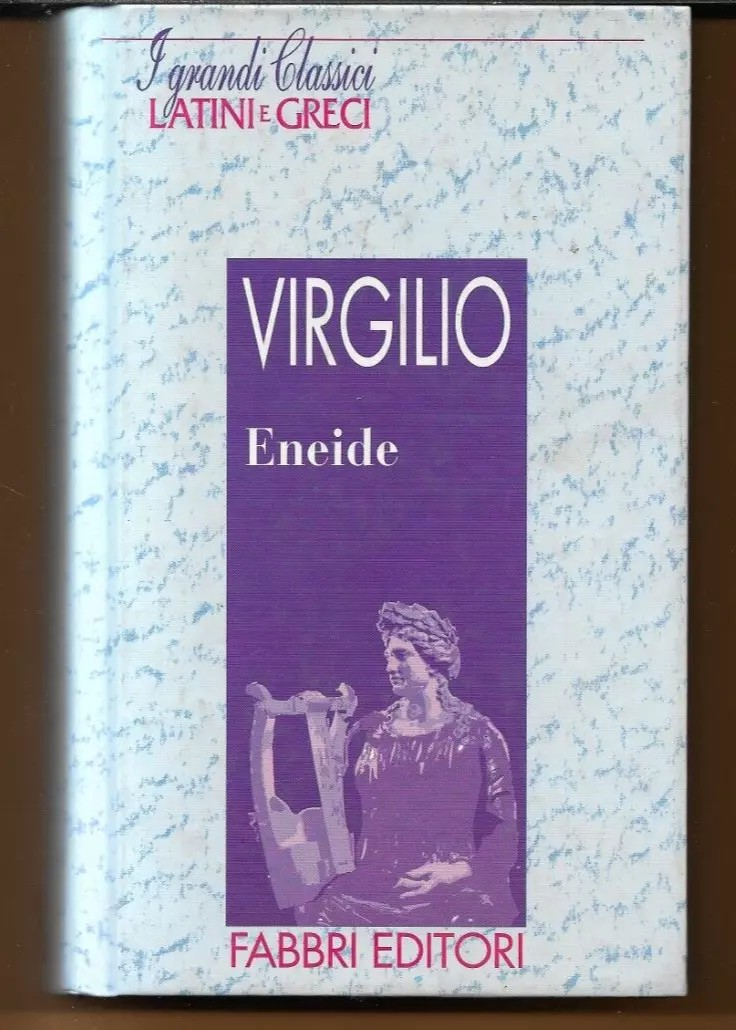 I grandi Classici
LATINI E GRECI
VIRGILIO
Eneide
FABBRI EDITORI